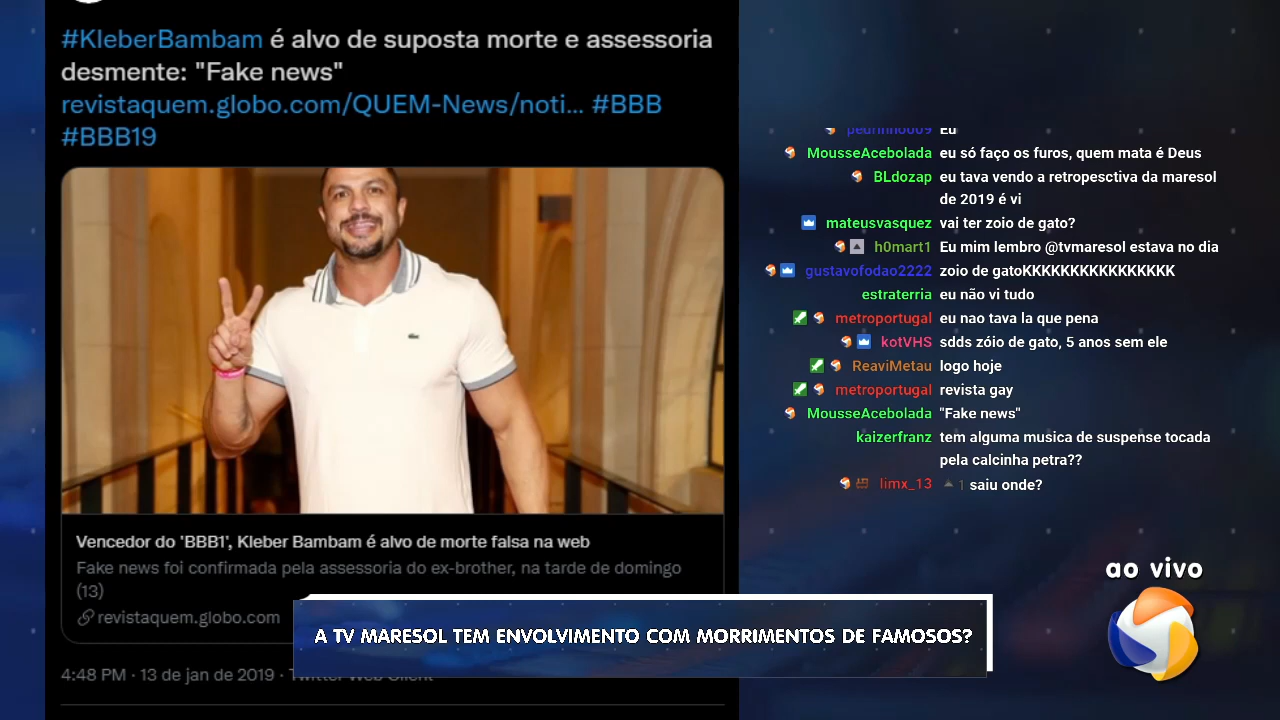 #KleberBambam é alvo de suposta morte e assessoria
desmente: "Fake news"
revistaquem.globo.com/QUEM-News/noti... #BBB
#BBB19
Vencedor do 'BBB1', Kleber Bambam é alvo de morte falsa na web
Fake news foi confirmada pela assessoria do ex-brother, na tarde de domingo
(13)
revistaquem.globo.com
4:48 PM · 13 de jan de 2019 · Twitter Web Client
A TV MARESOL TEM ENVOLVIMENTO COM MORRIMENTOS DE FAMOSOS?
Eu
MousseAcebolada eu só faço os furos, quem mata é Deus
BLdozap eu tava vendo a retropesctiva da maresol
de 2019 é vi
mateusvasquez vai ter zoio de gato?
h0mart1 Eu mim lembro @tvmaresol estava no dia
gustavofodao2222 zoio de gatoKKKKKKKKKKKKKKKK
estraterria eu não vi tudo
metroportugal eu nao tava la que pena
kotVHS sdds zóio de gato, 5 anos sem ele
ReaviMetau logo hoje
metroportugal revista gay
MousseAcebolada "Fake news"
kaizerfranz tem alguma musica de suspense tocada
pela calcinha petra??
limx_13 1 saiu onde?
ao vivo